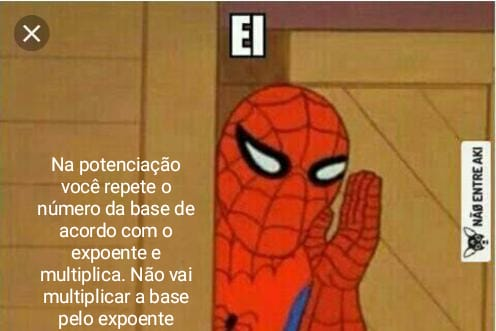 EI
Na potenciação
você repete o
número da base de
acordo com o
expoente e
multiplica. Não vai
multiplicar a base
pelo expoente
NÃØ ENTRE AKI